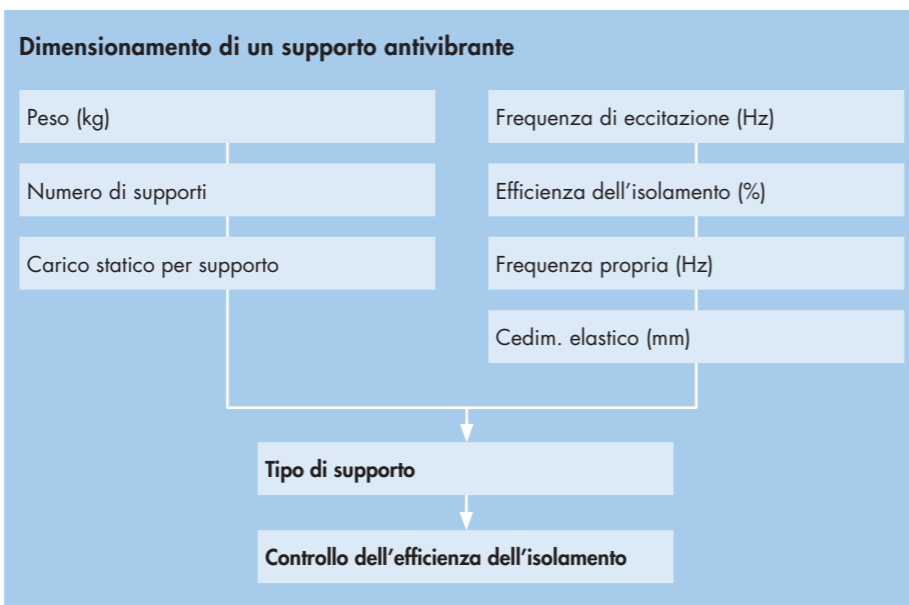 Dimensionamento di un supporto antivibrante
Peso (kg)
Numero di supporti
Carico statico per supporto
Frequenza di eccitazione (Hz)
Efficienza dell’isolamento (%)
Frequenza propria (Hz)
Cedim. elastico (mm)
Tipo di supporto
Controllo dell’efficienza dell’isolamento